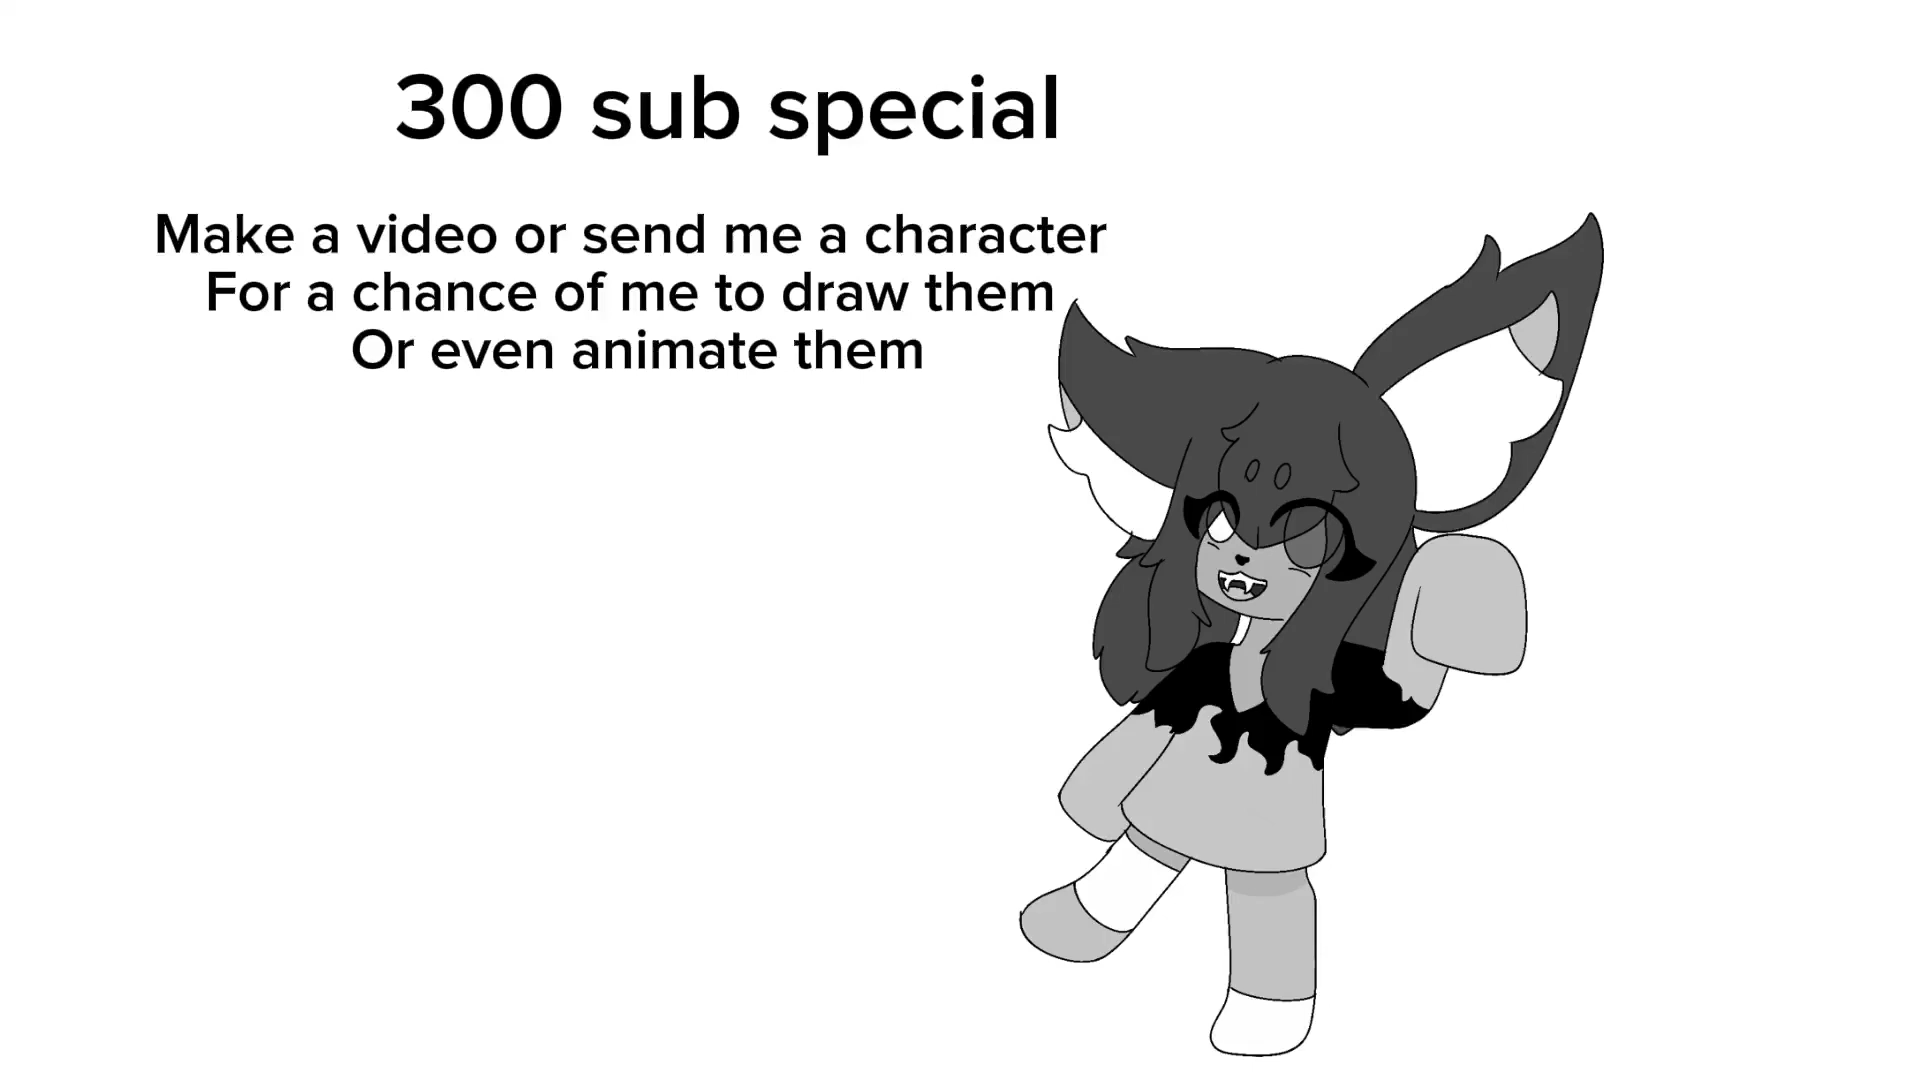 300 sub special
Make a video or send me a character
For a chance of me to draw them
Or even animate them